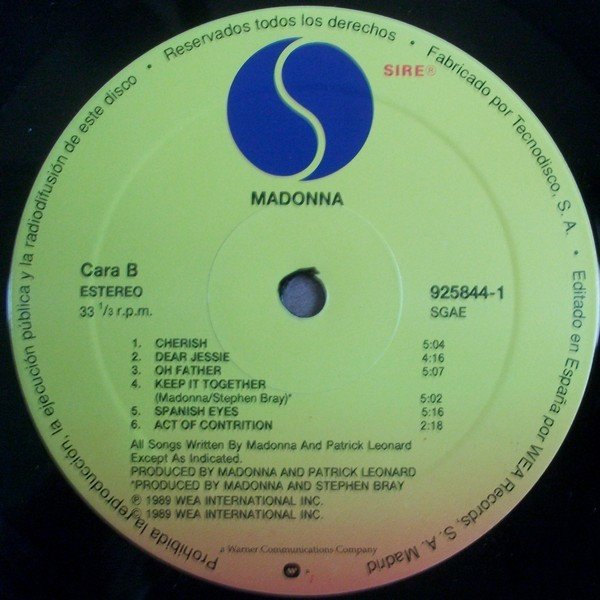 Reservados todos los derechos • Fabricado por Tecnodisco, S. A. • Editado en España por WEA Records, S. A. Madrid
Prohibida la reproducción, la ejecución pública y la radiodifusión de este disco •
SIRE®
MADONNA
Cara B
ESTEREO
33 1/3 r.p.m.
925844-1
SGAE
1. CHERISH 5:04
2. DEAR JESSIE 4:16
3. OH FATHER 5:07
4. KEEP IT TOGETHER
(Madonna/Stephen Bray)* 5:02
5. SPANISH EYES 5:16
6. ACT OF CONTRITION 2:18
All Songs Written By Madonna And Patrick Leonard
Except As Indicated.
PRODUCED BY MADONNA AND PATRICK LEONARD
*PRODUCED BY MADONNA AND STEPHEN BRAY
℗ 1989 WEA INTERNATIONAL INC.
© 1989 WEA INTERNATIONAL INC.
a Warner Communications Company